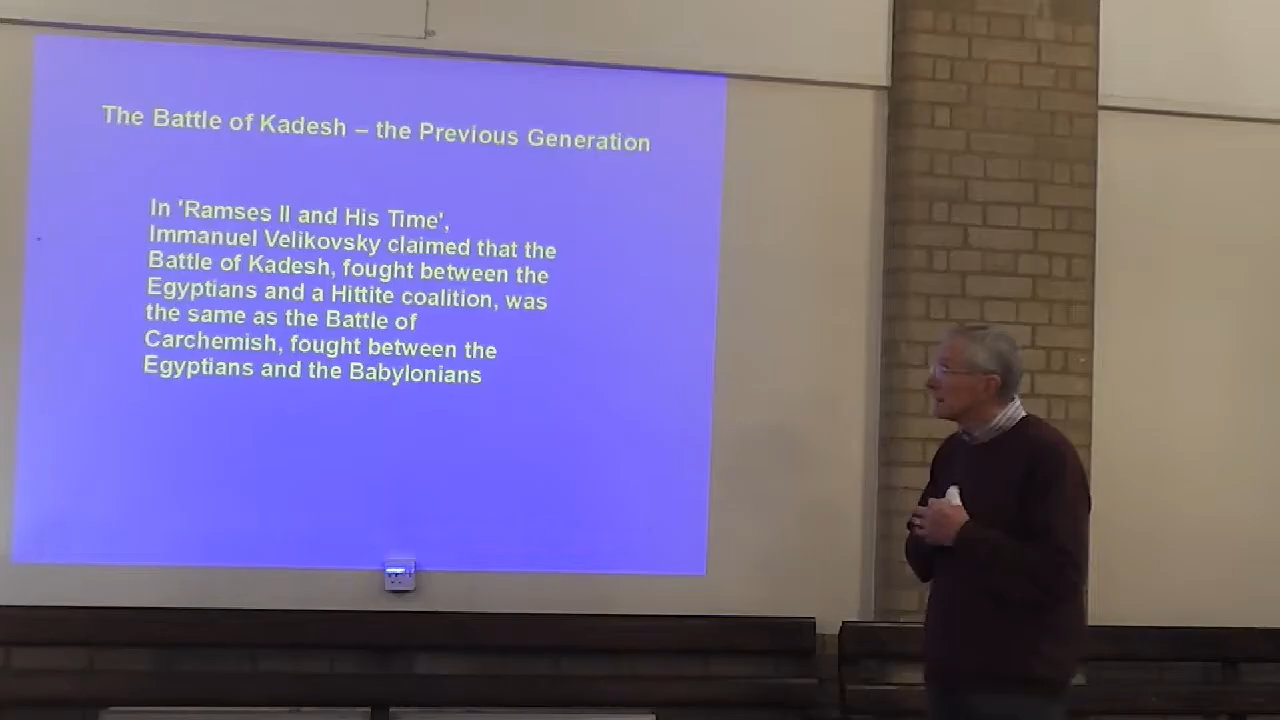 The Battle of Kadesh – the Previous Generation
In 'Ramses II and His Time',
Immanuel Velikovsky claimed that the
Battle of Kadesh, fought between the
Egyptians and a Hittite coalition, was
the same as the Battle of
Carchemish, fought between the
Egyptians and the Babylonians